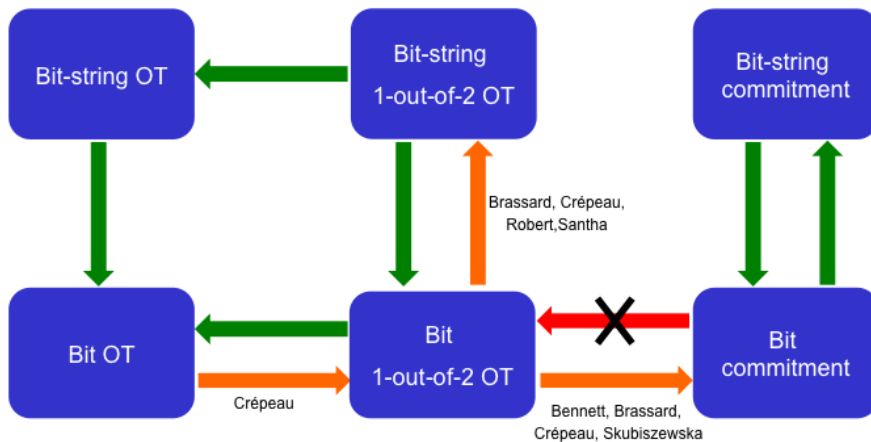 Bit-string OT
Bit-string
1-out-of-2 OT
Bit-string
commitment
Brassard, Crépeau,
Robert,Santha
Bit OT
Bit
1-out-of-2 OT
Bit
commitment
Crépeau
Bennett, Brassard,
Crépeau, Skubiszewska